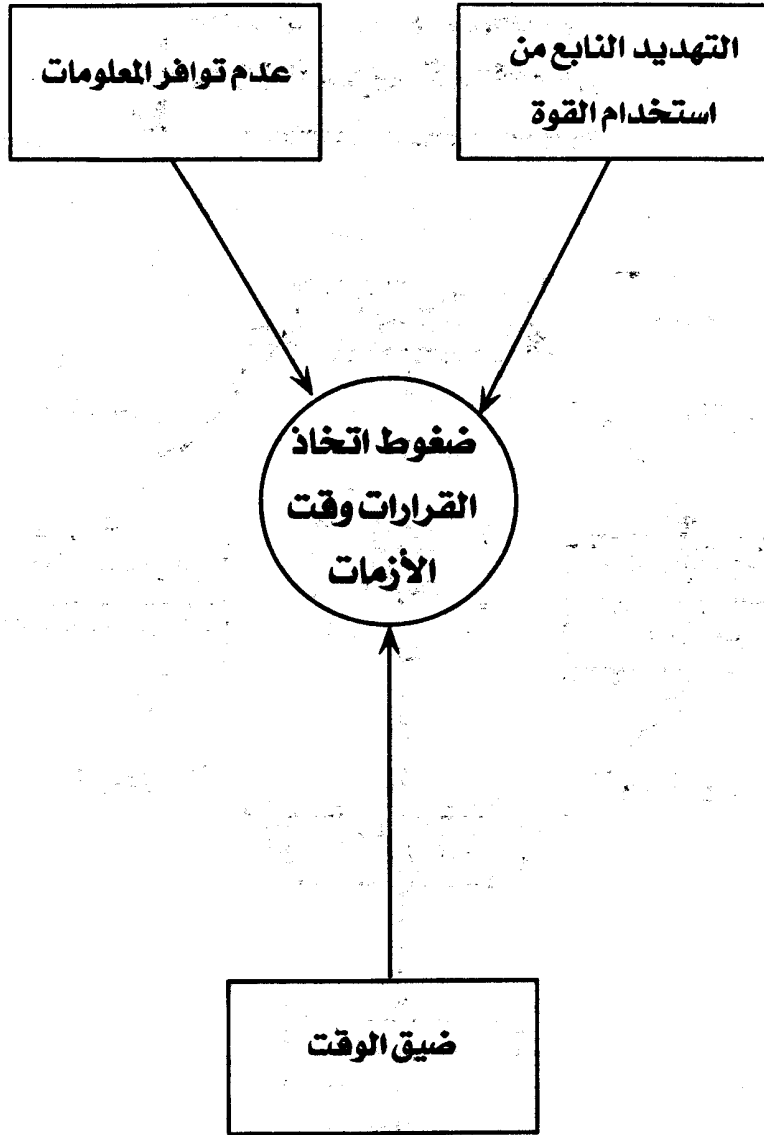 التهديد النابع من
استخدام القوة
عدم توافر المعلومات
ضغوط اتخاذ
القرارات وقت
الأزمات
ضيق الوقت